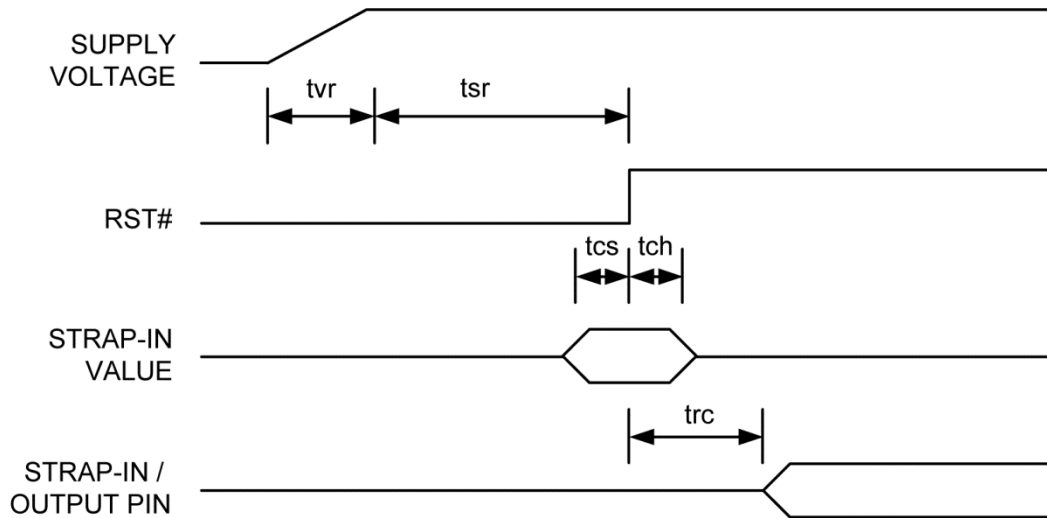 SUPPLY
VOLTAGE
tvr
tsr
RST#
tcs
tch
STRAP-IN
VALUE
trc
STRAP-IN /
OUTPUT PIN